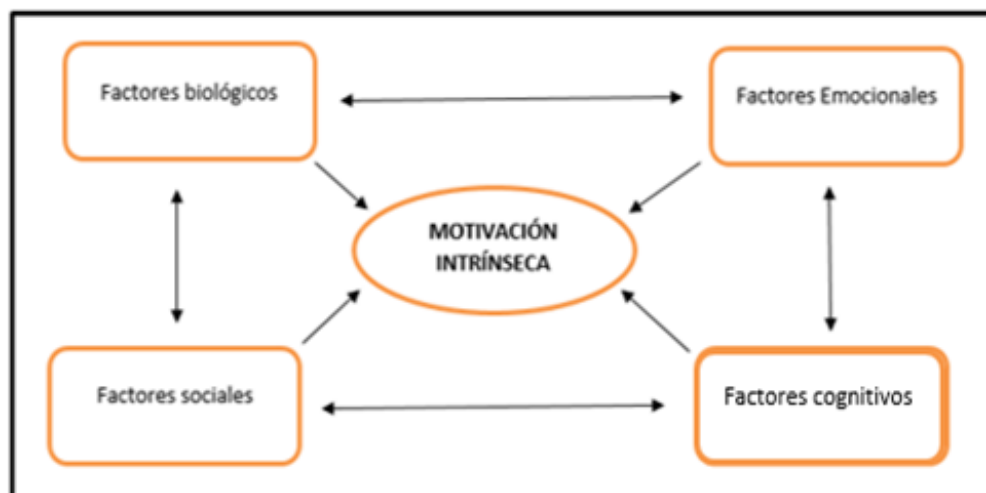 Factores biológicos
Factores Emocionales
MOTIVACIÓN
INTRÍNSECA
Factores sociales
Factores cognitivos